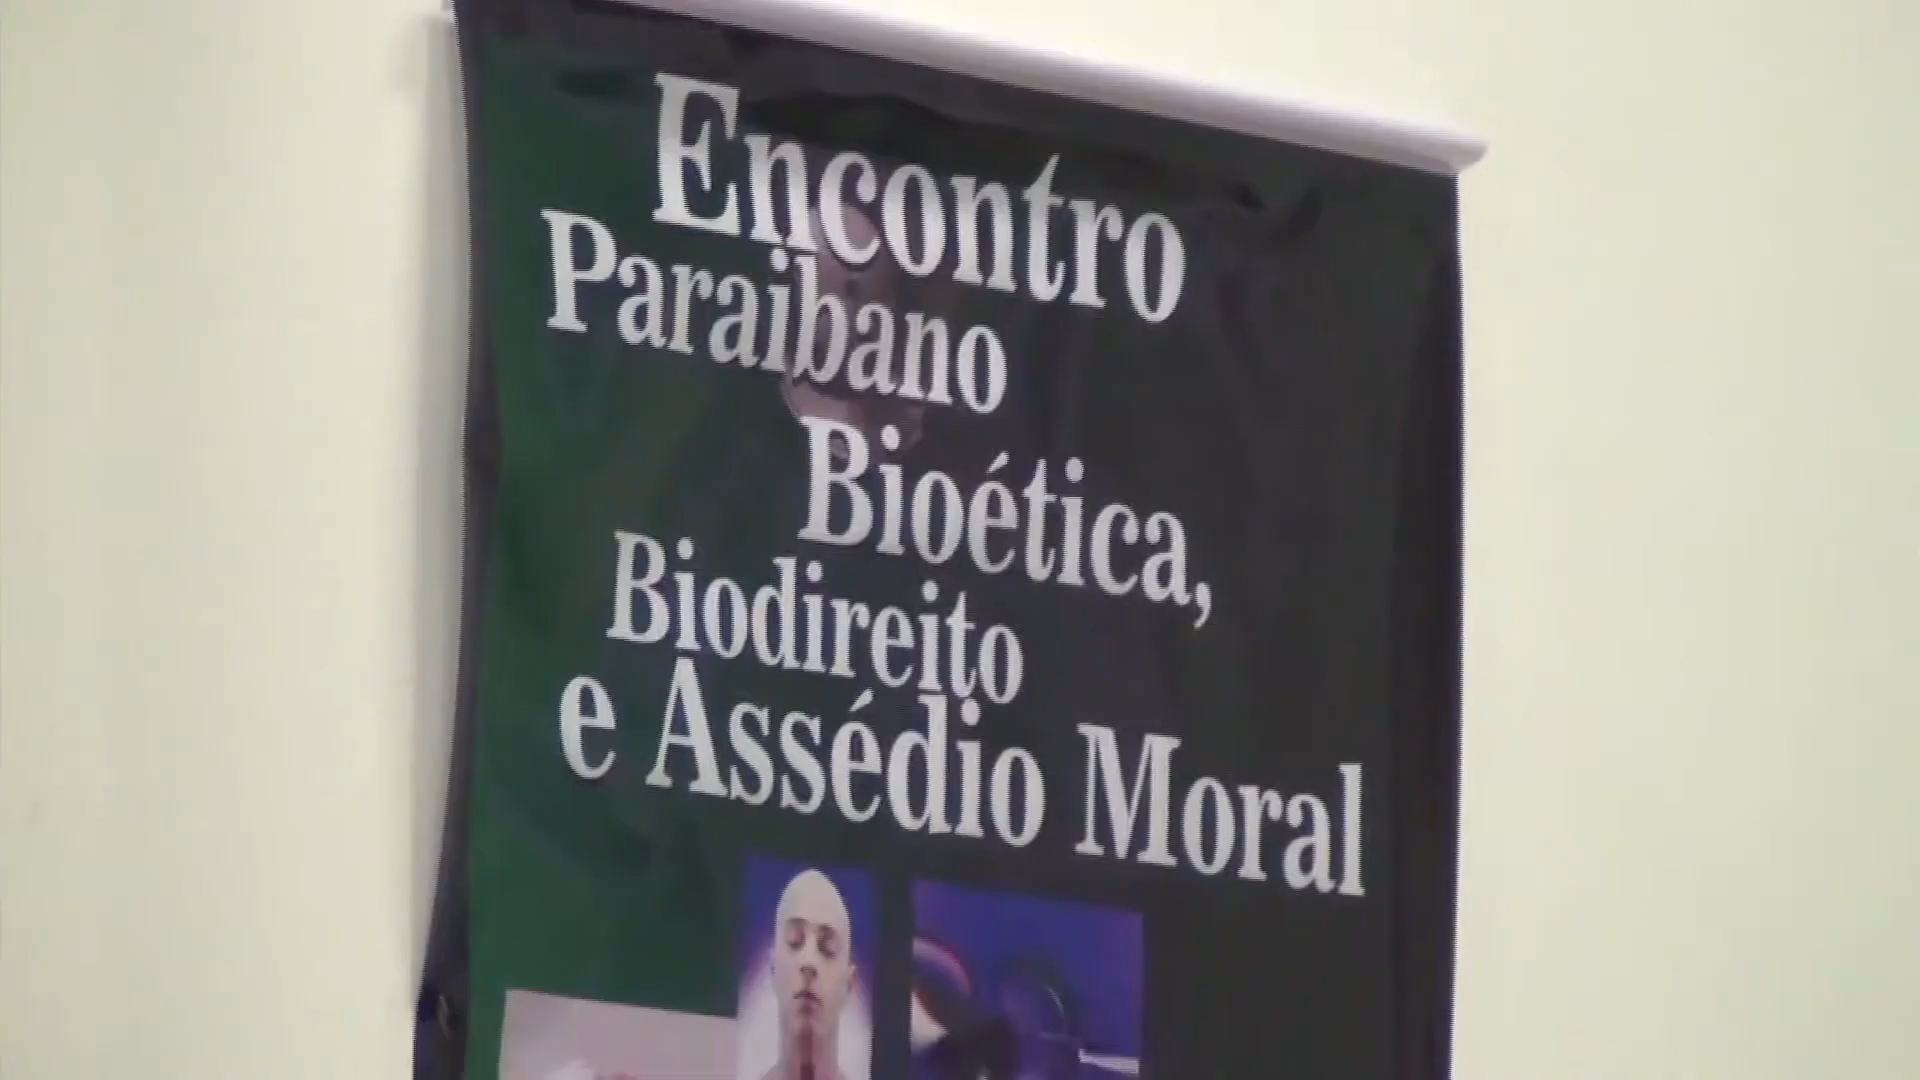 Encontro
Paraibano
Bioética,
Biodireito
e Assédio Moral